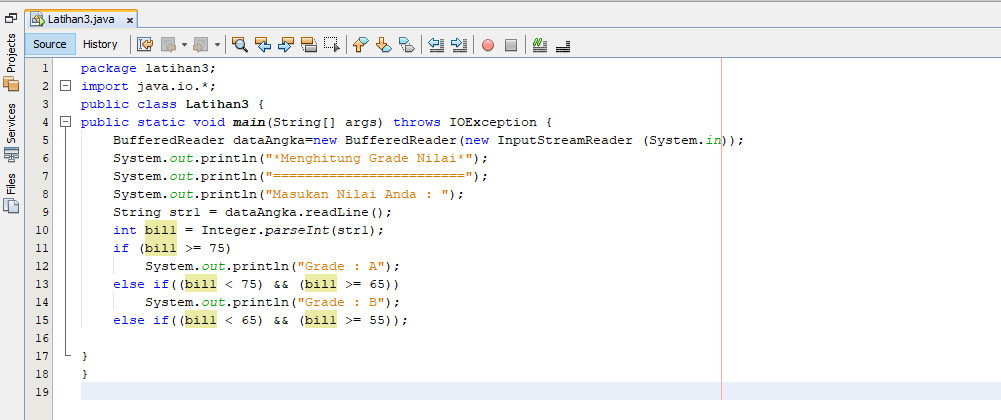 Latihan3.java x
Source History
Projects
Services
Files
1 package latihan3;
2 import java.io.*;
3 public class Latihan3 {
4 public static void main(String[] args) throws IOException {
5 BufferedReader dataAngka=new BufferedReader(new InputStreamReader (System.in));
6 System.out.println("*Menghitung Grade Nilai*");
7 System.out.println("========================");
8 System.out.println("Masukan Nilai Anda : ");
9 String str1 = dataAngka.readLine();
10 int bill = Integer.parseInt(str1);
11 if (bill >= 75)
12 System.out.println("Grade : A");
13 else if((bill < 75) && (bill >= 65))
14 System.out.println("Grade : B");
15 else if((bill < 65) && (bill >= 55));
16
17 }
18 }
19